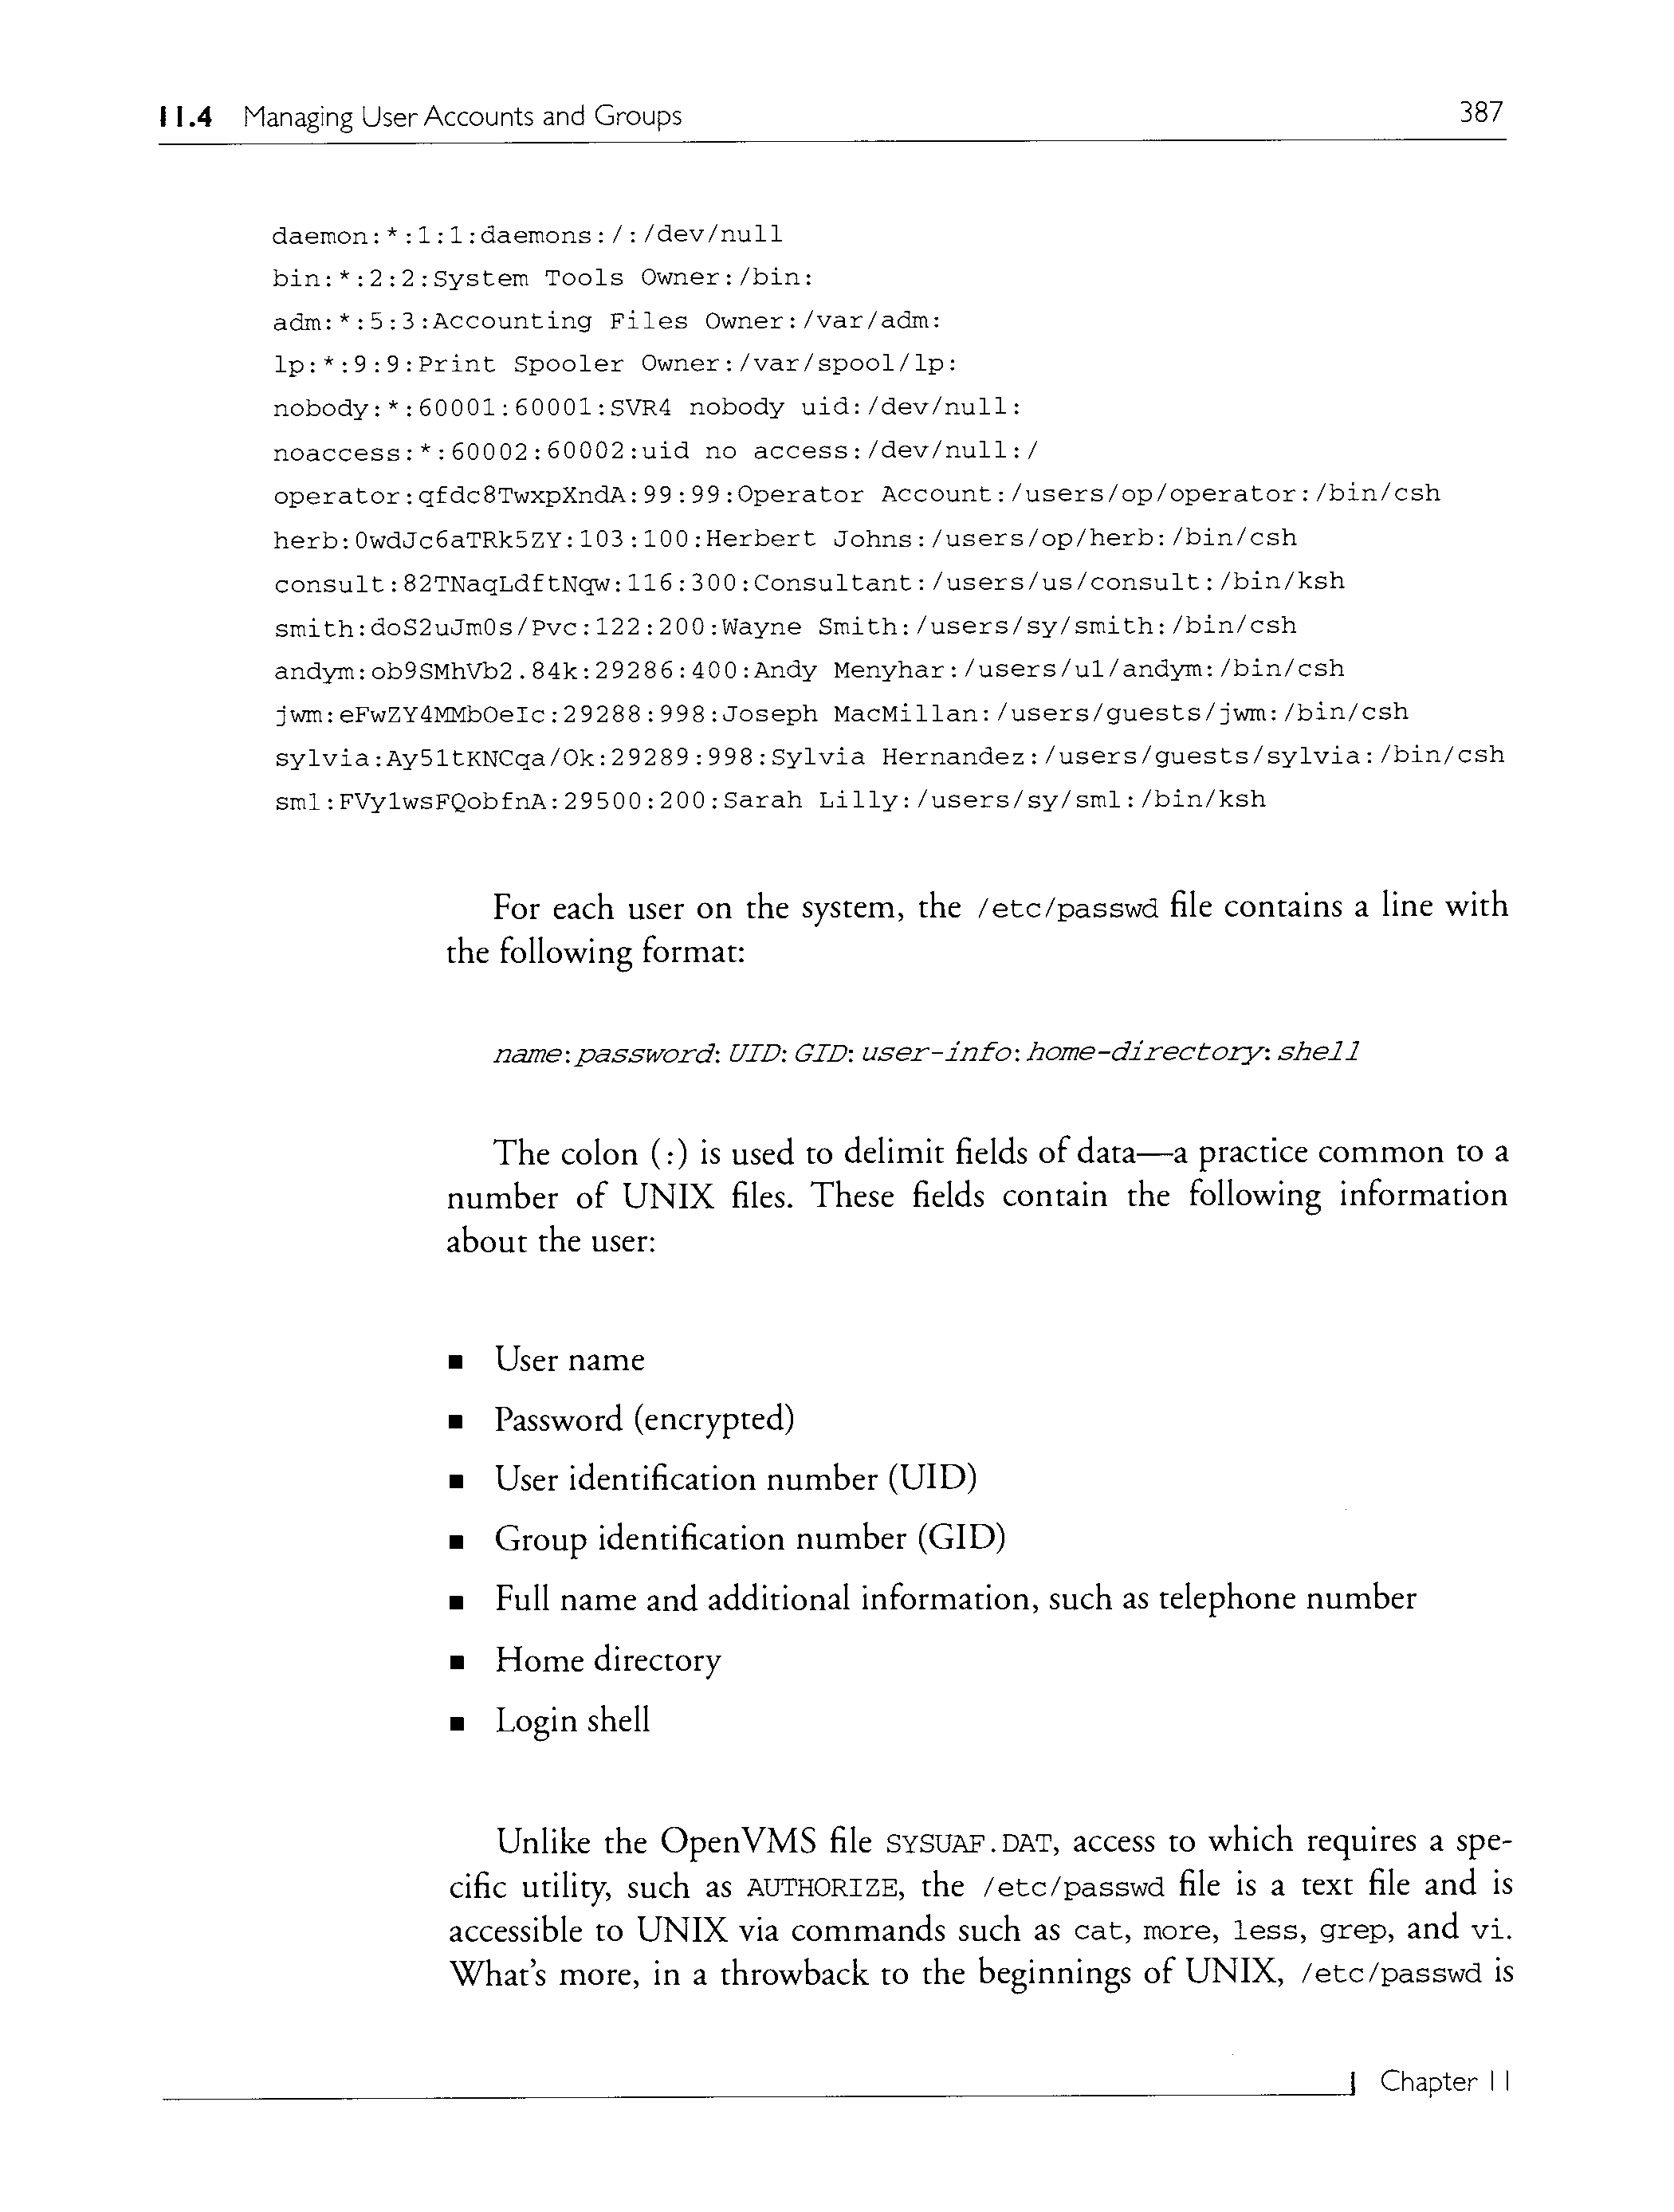 11.4 Managing User Accounts and Groups 387
daemon:*:1:1:daemons:/:/dev/null
bin:*:2:2:System Tools Owner:/bin:
adm:*:5:3:Accounting Files Owner:/var/adm:
lp:*:9:9:Print Spooler Owner:/var/spool/lp:
nobody:*:60001:60001:SVR4 nobody uid:/dev/null:
noaccess:*:60002:60002:uid no access:/dev/null:/
operator:qfdc8TwxpXndA:99:99:Operator Account:/users/op/operator:/bin/csh
herb:0wdJc6aTRk5ZY:103:100:Herbert Johns:/users/op/herb:/bin/csh
consult:82TNaqLdftNqw:116:300:Consultant:/users/us/consult:/bin/ksh
smith:doS2uJm0s/Pvc:122:200:Wayne Smith:/users/sy/smith:/bin/csh
andym:ob9SMhVb2.84k:29286:400:Andy Menyhar:/users/ul/andym:/bin/csh
jwm:eFwZY4MMbOeIc:29288:998:Joseph MacMillan:/users/guests/jwm:/bin/csh
sylvia:Ay51tKNCqa/Ok:29289:998:Sylvia Hernandez:/users/guests/sylvia:/bin/csh
sml:FVylwsFQobfnA:29500:200:Sarah Lilly:/users/sy/sml:/bin/ksh
For each user on the system, the /etc/passwd file contains a line with
the following format:
name:password:UID:GID:user-info:home-directory:shell
The colon (:) is used to delimit fields of data—a practice common to a
number of UNIX files. These fields contain the following information
about the user:
■ User name
■ Password (encrypted)
■ User identification number (UID)
■ Group identification number (GID)
■ Full name and additional information, such as telephone number
■ Home directory
■ Login shell
Unlike the OpenVMS file SYSUAF.DAT, access to which requires a spe-
cific utility, such as AUTHORIZE, the /etc/passwd file is a text file and is
accessible to UNIX via commands such as cat, more, less, grep, and vi.
What's more, in a throwback to the beginnings of UNIX, /etc/passwd is
Chapter 11